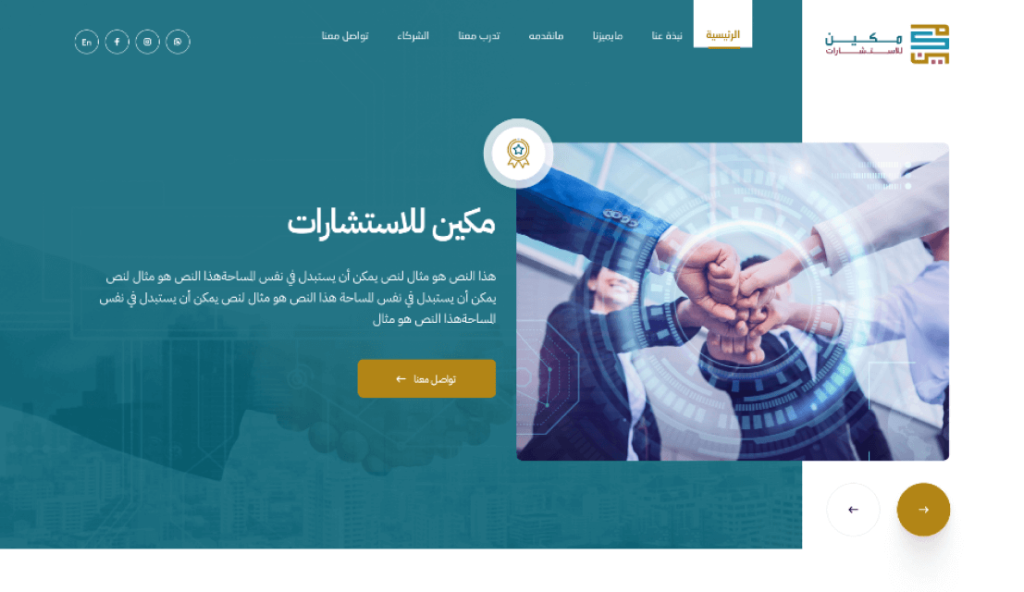 مكين
للاستشارات
الرئيسية
نبذة عنا
مايميزنا
مانقدمه
تدرب معنا
الشركاء
تواصل معنا
En
مكين للاستشارات
هذا النص هو مثال لنص يمكن أن يستبدل في نفس المساحةهذا النص هو مثال لنص
يمكن أن يستبدل في نفس المساحة هذا النص هو مثال لنص يمكن أن يستبدل في نفس
المساحةهذا النص هو مثال
تواصل معنا